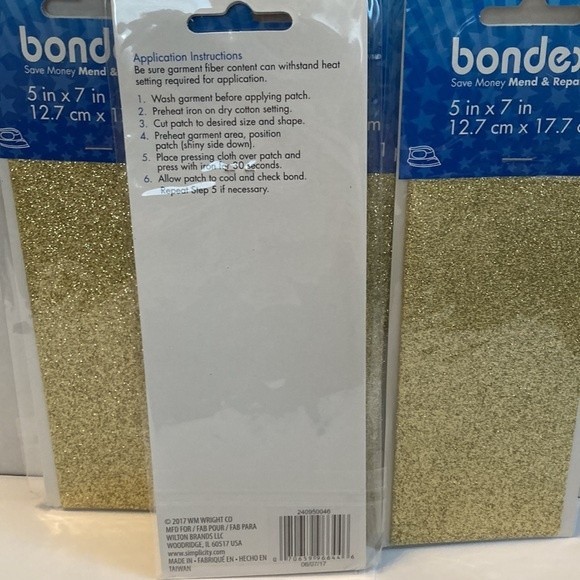 bondex
Save Money Mend &
5 in x 7 in
12.7 cm x 1
Application Instructions
Be sure garment fiber content can withstand heat
setting required for application.
1. Wash garment before applying patch.
2. Preheat iron on dry cotton setting.
3. Cut patch to desired size and shape.
4. Preheat garment area, position
patch (shiny side down).
5. Place pressing cloth over patch and
press with iron for 30 seconds.
6. Allow patch to cool and check bond.
Repeat Step 5 if necessary.
© 2017 WM WRIGHT CO
MFD FOR / FAB POUR / FAB PARA
WILTON BRANDS LLC
WOODRIDGE, IL 60517 USA
www.simplicity.com
MADE IN • FABRIQUÉ EN • HECHO EN
TAIWAN
240950046
06/07/17
bondex
Save Money Mend & Repa
5 in x 7 in
12.7 cm x 17.7 c